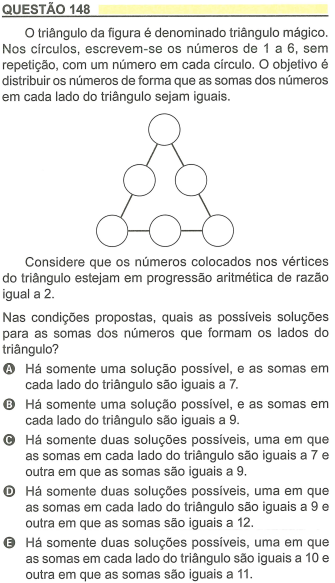 QUESTÃO 148
O triângulo da figura é denominado triângulo mágico.
Nos círculos, escrevem-se os números de 1 a 6, sem
repetição, com um número em cada círculo. O objetivo é
distribuir os números de forma que as somas dos números
em cada lado do triângulo sejam iguais.
Considere que os números colocados nos vértices
do triângulo estejam em progressão aritmética de razão
igual a 2.
Nas condições propostas, quais as possíveis soluções
para as somas dos números que formam os lados do
triângulo?
A Há somente uma solução possível, e as somas em
cada lado do triângulo são iguais a 7.
B Há somente uma solução possível, e as somas em
cada lado do triângulo são iguais a 9.
C Há somente duas soluções possíveis, uma em que
as somas em cada lado do triângulo são iguais a 7 e
outra em que as somas são iguais a 9.
D Há somente duas soluções possíveis, uma em que
as somas em cada lado do triângulo são iguais a 9 e
outra em que as somas são iguais a 12.
E Há somente duas soluções possíveis, uma em que
as somas em cada lado do triângulo são iguais a 10 e
outra em que as somas são iguais a 11.